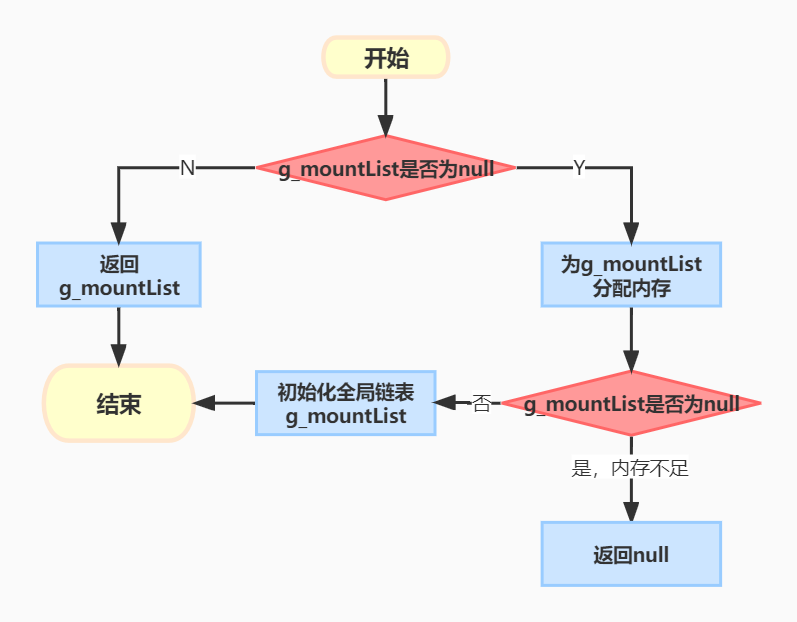 开始
g_mountList是否为null
N
Y
返回
g_mountList
为g_mountList
分配内存
结束
初始化全局链表
g_mountList
否
g_mountList是否为null
是，内存不足
返回null